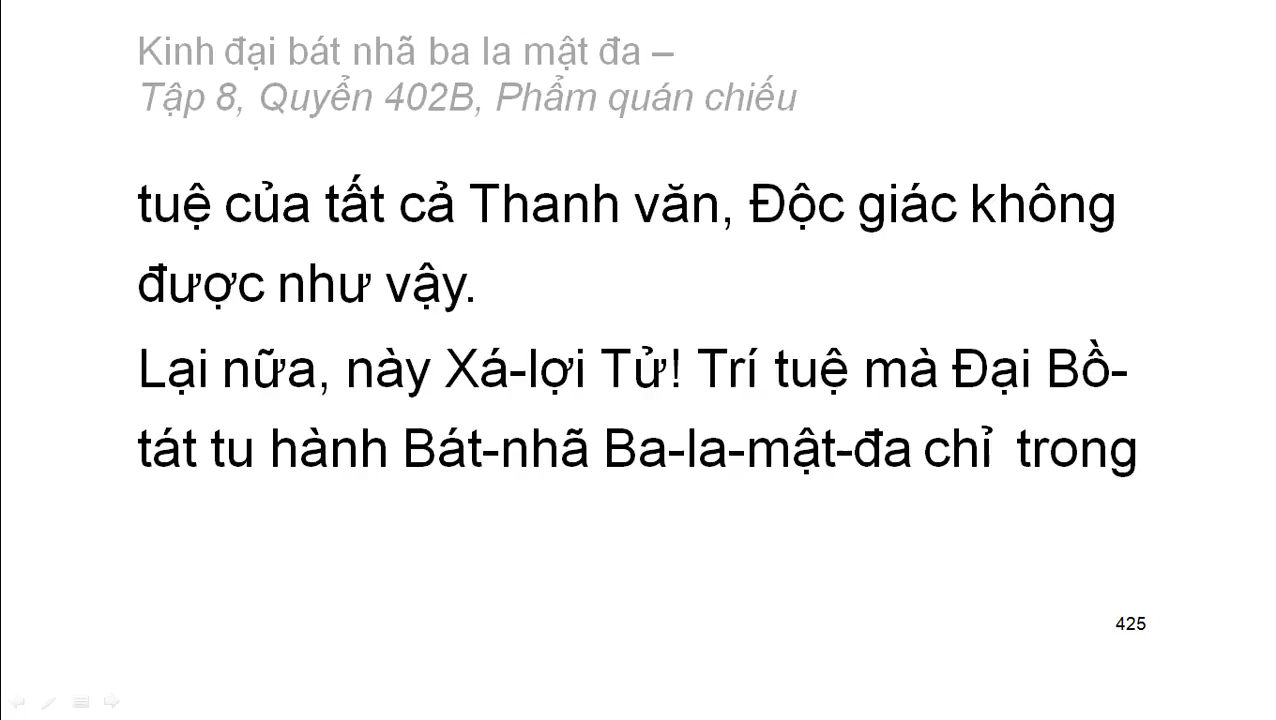 Kinh đại bát nhã ba la mật đa –
Tập 8, Quyển 402B, Phẩm quán chiếu
tuệ của tất cả Thanh văn, Độc giác không
được như vậy.
Lại nữa, này Xá-lợi Tử! Trí tuệ mà Đại Bồ-
tát tu hành Bát-nhã Ba-la-mật-đa chỉ trong
425